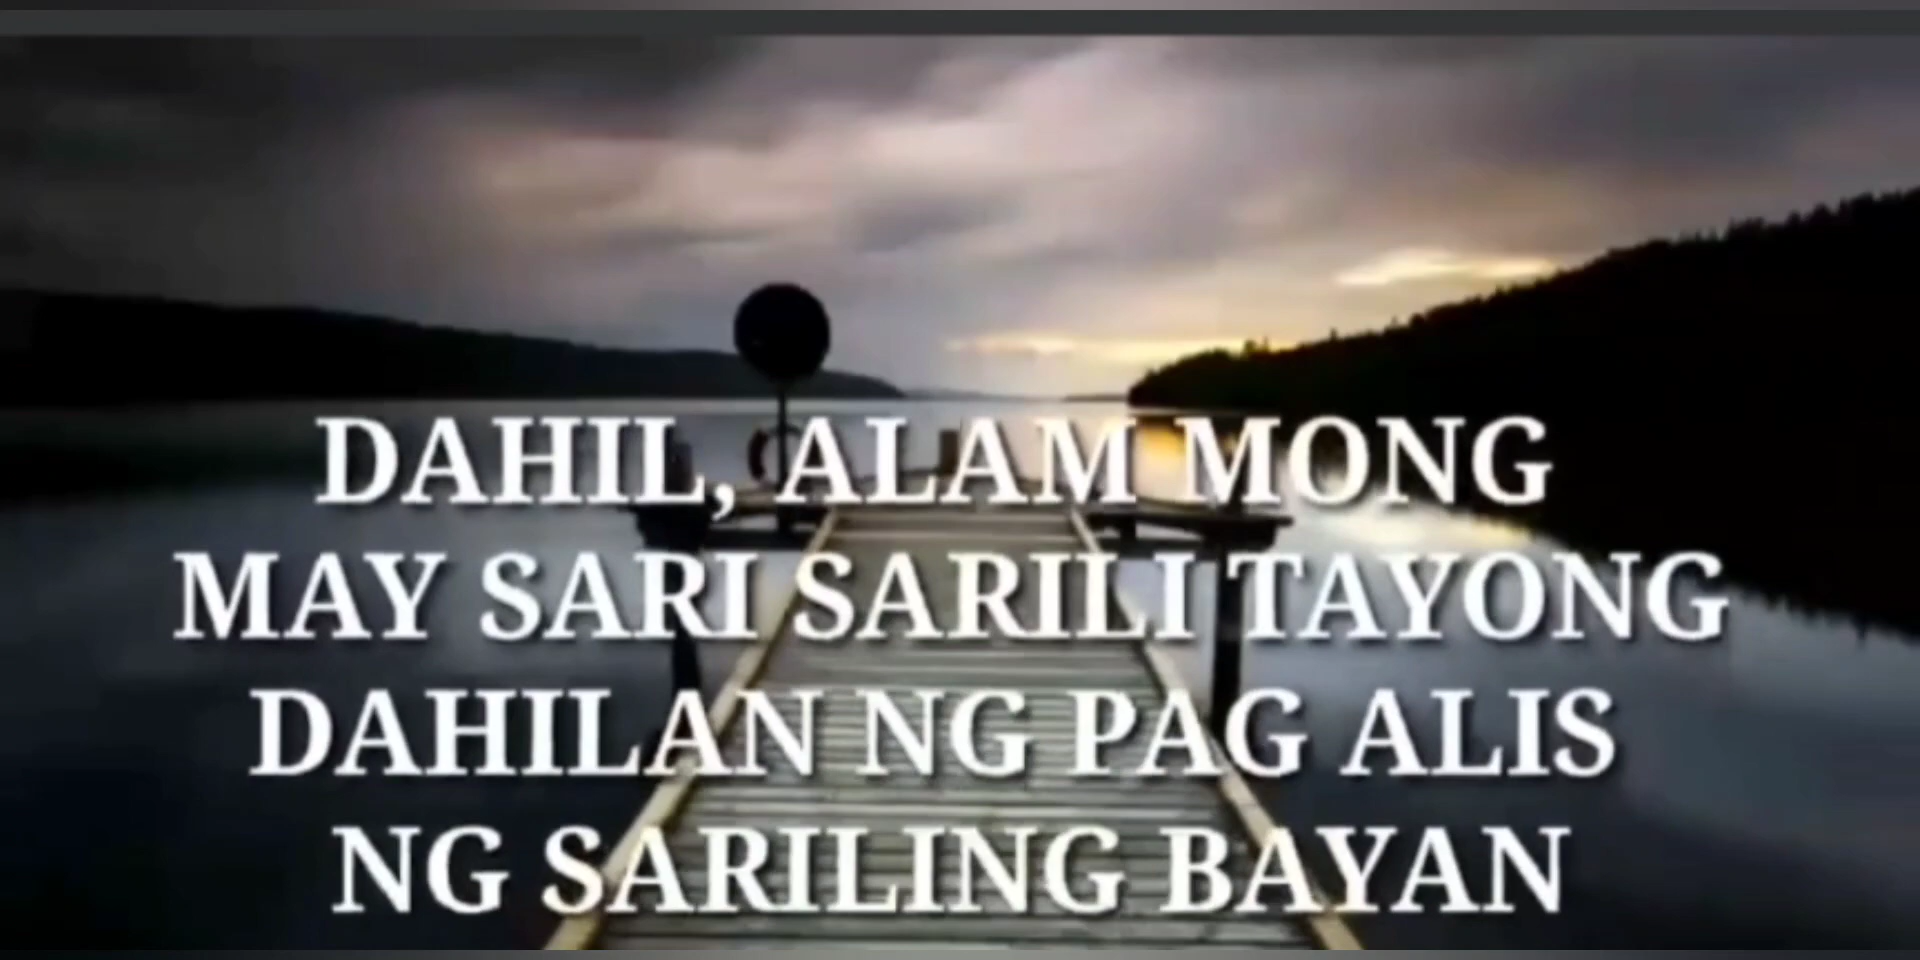 DAHIL, ALAM MONG
MAY SARI SARILI TAYONG
DAHILAN NG PAG ALIS
NG SARILING BAYAN